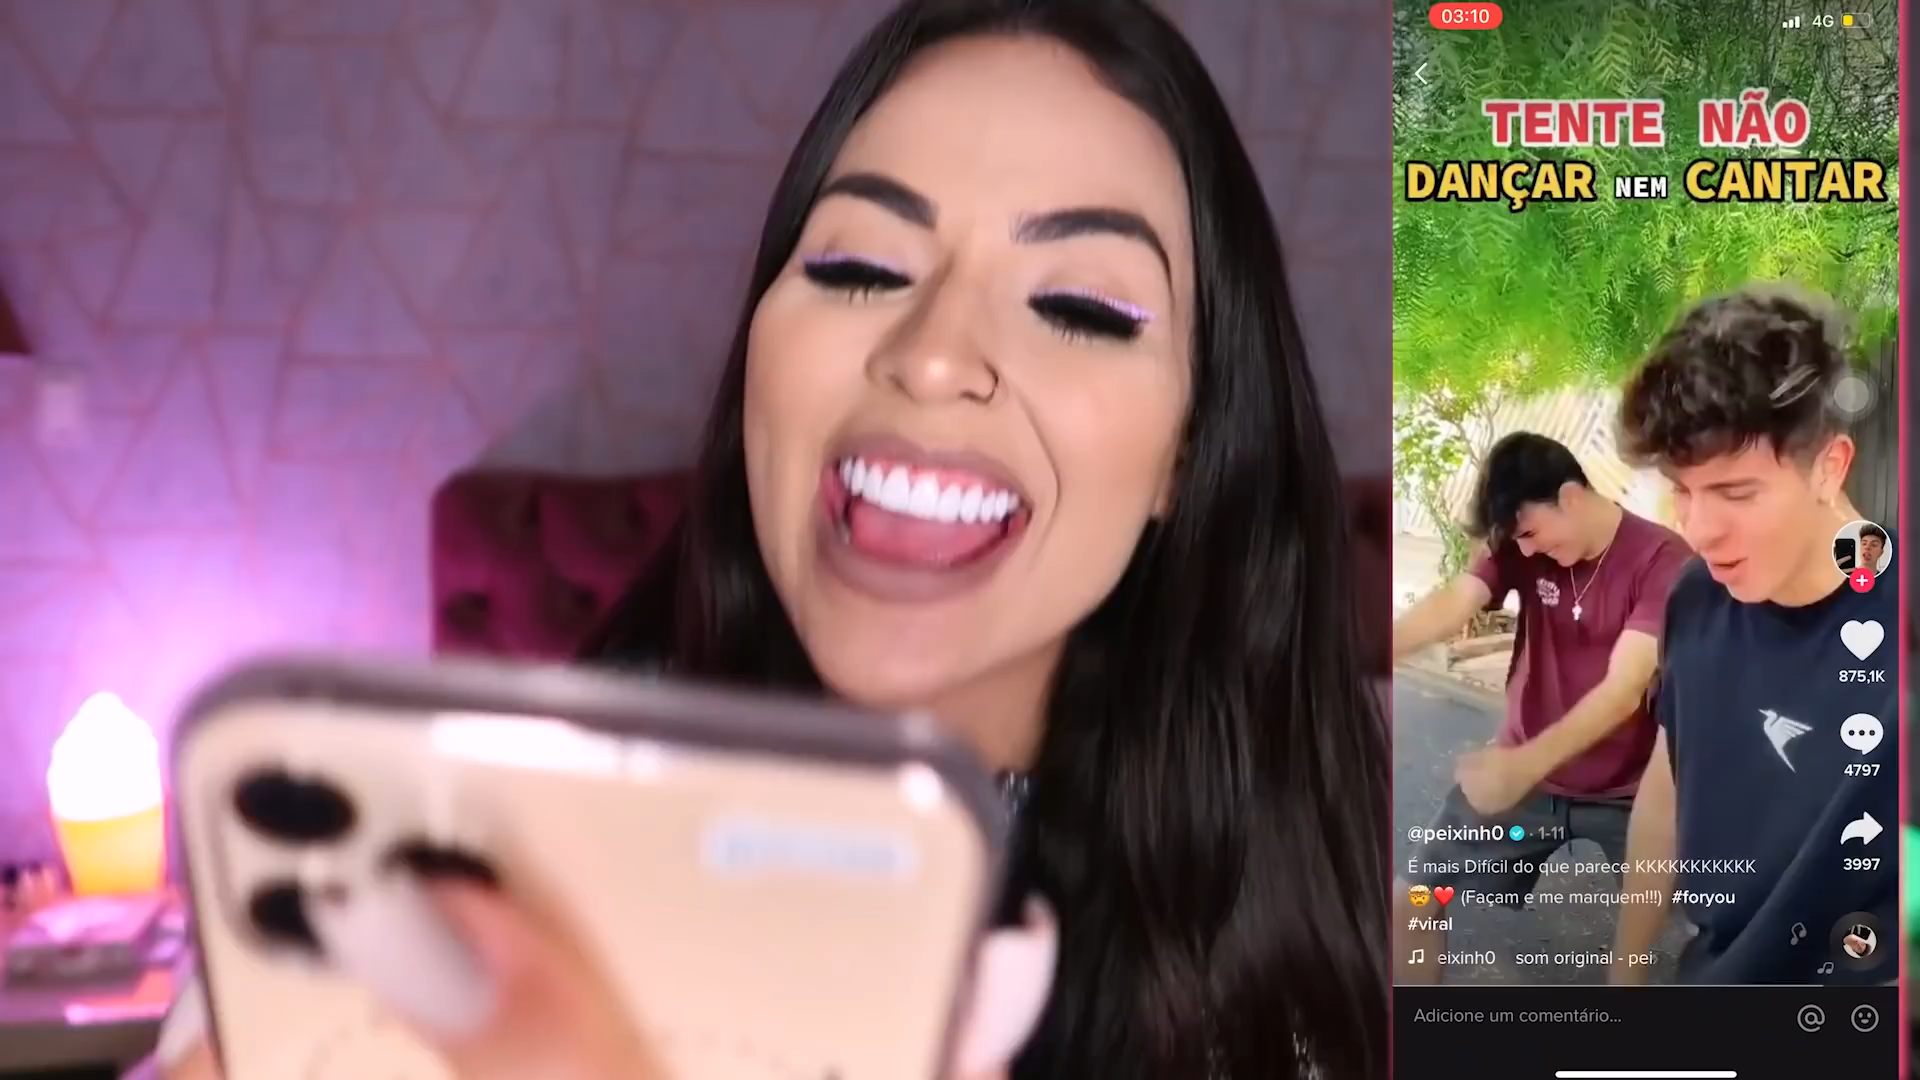 03:10
4G
TENTE NÃO
DANÇAR NEM CANTAR
875,1K
4797
3997
@peixinh0 · 1-11
É mais Difícil do que parece KKKKKKKKKKK
🤯❤️ (Façam e me marquem!!!) #foryou
#viral
eixinh0 som original - pei
Adicione um comentário...